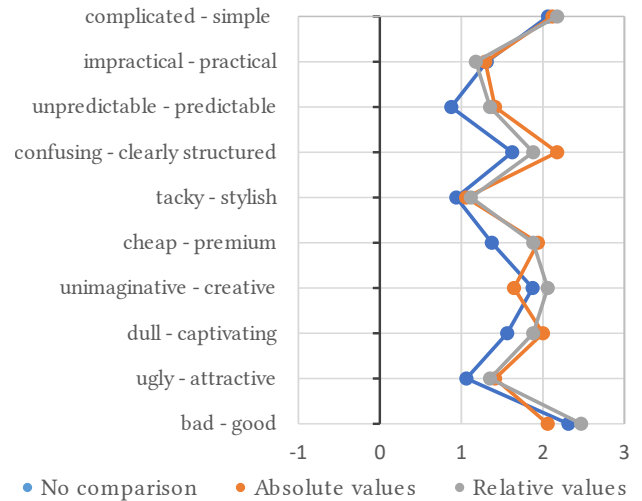 complicated - simple
impractical - practical
unpredictable - predictable
confusing - clearly structured
tacky - stylish
cheap - premium
unimaginative - creative
dull - captivating
ugly - attractive
bad - good
-1 0 1 2 3
No comparison Absolute values Relative values